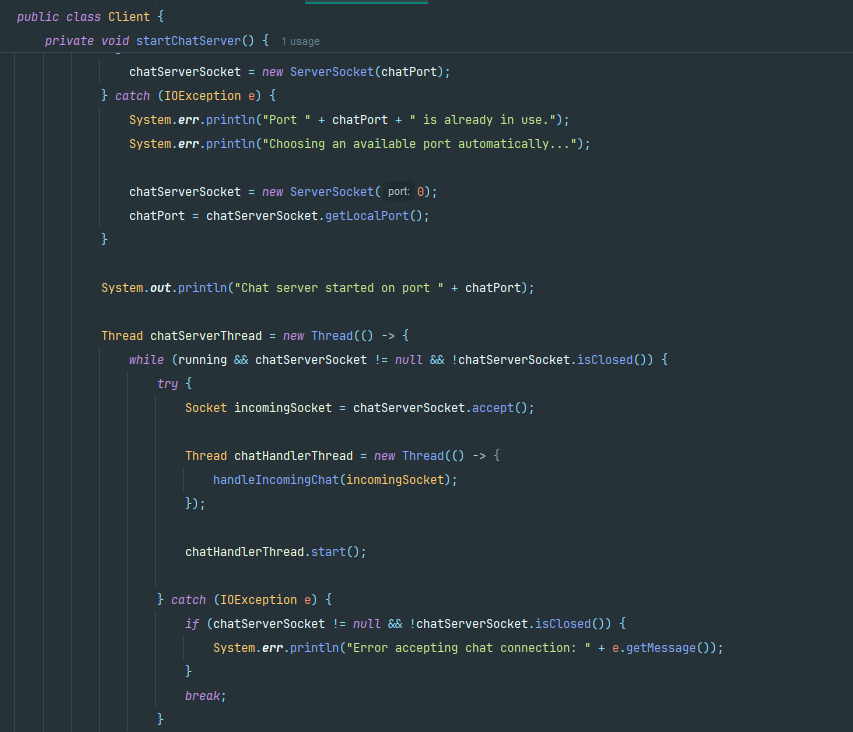 public class Client {
private void startChatServer() { 1 usage
chatServerSocket = new ServerSocket(chatPort);
} catch (IOException e) {
System.err.println("Port " + chatPort + " is already in use.");
System.err.println("Choosing an available port automatically...");
chatServerSocket = new ServerSocket( port: 0);
chatPort = chatServerSocket.getLocalPort();
}
System.out.println("Chat server started on port " + chatPort);
Thread chatServerThread = new Thread(() -> {
while (running && chatServerSocket != null && !chatServerSocket.isClosed()) {
try {
Socket incomingSocket = chatServerSocket.accept();
Thread chatHandlerThread = new Thread(() -> {
handleIncomingChat(incomingSocket);
});
chatHandlerThread.start();
} catch (IOException e) {
if (chatServerSocket != null && !chatServerSocket.isClosed()) {
System.err.println("Error accepting chat connection: " + e.getMessage());
}
break;
}